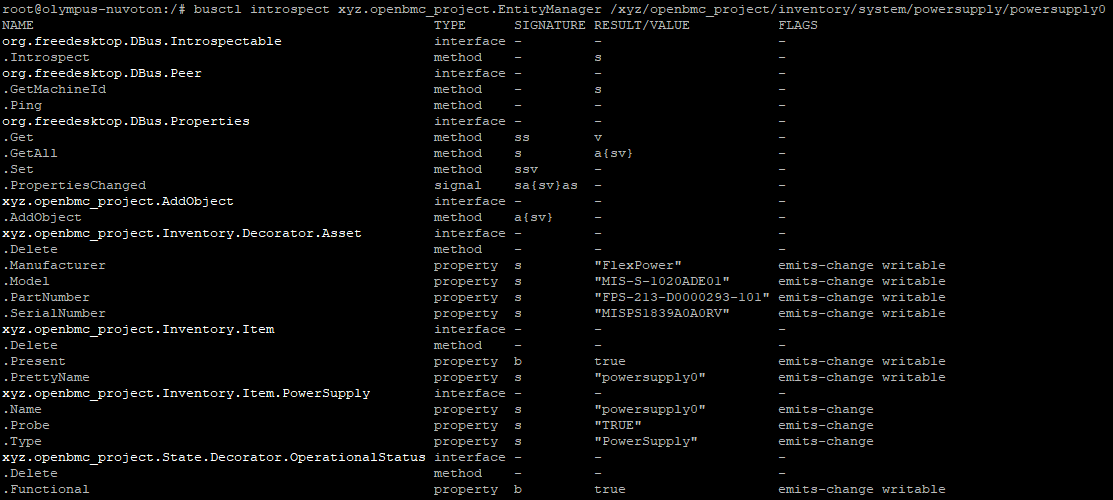 root@olympus-nuvoton:/# busctl introspect xyz.openbmc_project.EntityManager /xyz/openbmc_project/inventory/system/powersupply/powersupply0
NAME TYPE SIGNATURE RESULT/VALUE FLAGS
org.freedesktop.DBus.Introspectable interface - - -
.Introspect method - s -
org.freedesktop.DBus.Peer interface - - -
.GetMachineId method - s -
.Ping method - - -
org.freedesktop.DBus.Properties interface - - -
.Get method ss v -
.GetAll method s a{sv} -
.Set method ssv - -
.PropertiesChanged signal sa{sv}as - -
xyz.openbmc_project.AddObject interface - - -
.AddObject method a{sv} - -
xyz.openbmc_project.Inventory.Decorator.Asset interface - - -
.Delete method - - -
.Manufacturer property s "FlexPower" emits-change writable
.Model property s "MIS-S-1020ADE01" emits-change writable
.PartNumber property s "FPS-213-D0000293-101" emits-change writable
.SerialNumber property s "MISPS1839A0A0RV" emits-change writable
xyz.openbmc_project.Inventory.Item interface - - -
.Delete method - - -
.Present property b true emits-change writable
.PrettyName property s "powersupply0" emits-change writable
xyz.openbmc_project.Inventory.Item.PowerSupply interface - - -
.Name property s "powersupply0" emits-change
.Probe property s "TRUE" emits-change
.Type property s "PowerSupply" emits-change
xyz.openbmc_project.State.Decorator.OperationalStatus interface - - -
.Delete method - - -
.Functional property b true emits-change writable